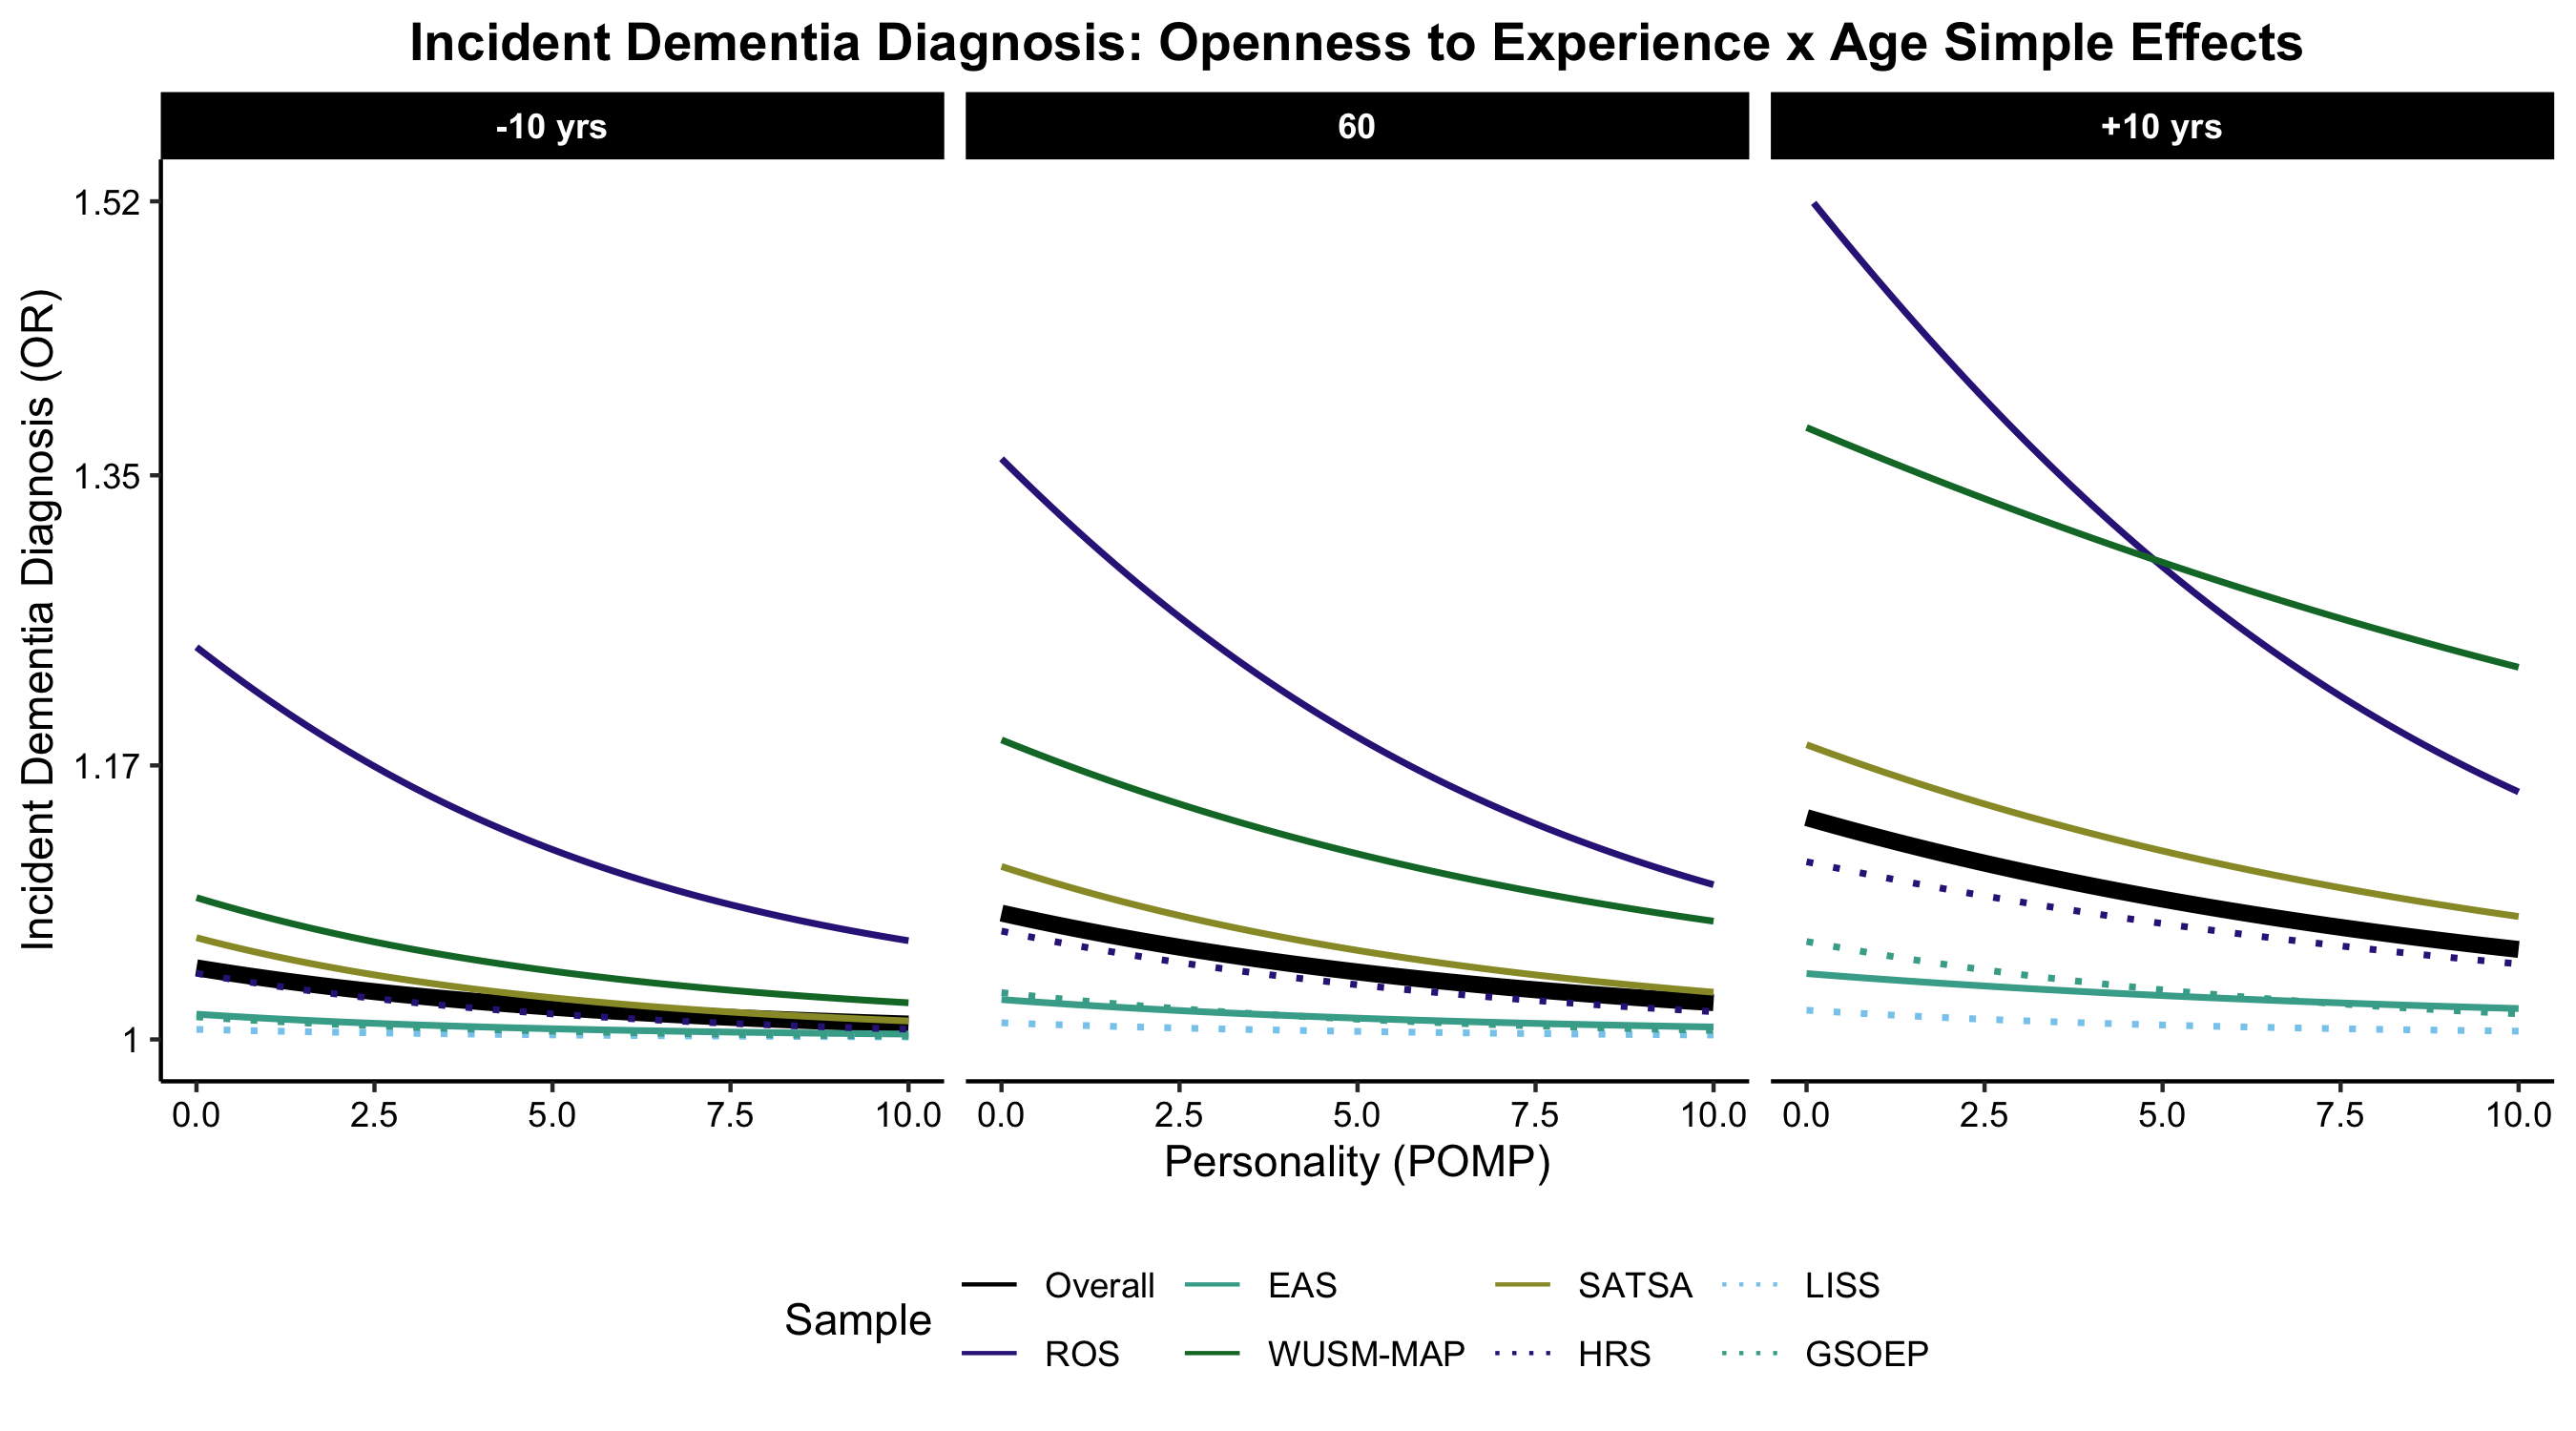 Incident Dementia Diagnosis: Openness to Experience x Age Simple Effects
-10 yrs
60
+10 yrs
Incident Dementia Diagnosis (OR)
1.52
1.35
1.17
1
0.0 2.5 5.0 7.5 10.0
0.0 2.5 5.0 7.5 10.0
0.0 2.5 5.0 7.5 10.0
Personality (POMP)
Sample
Overall EAS SATSA LISS
ROS WUSM-MAP HRS GSOEP